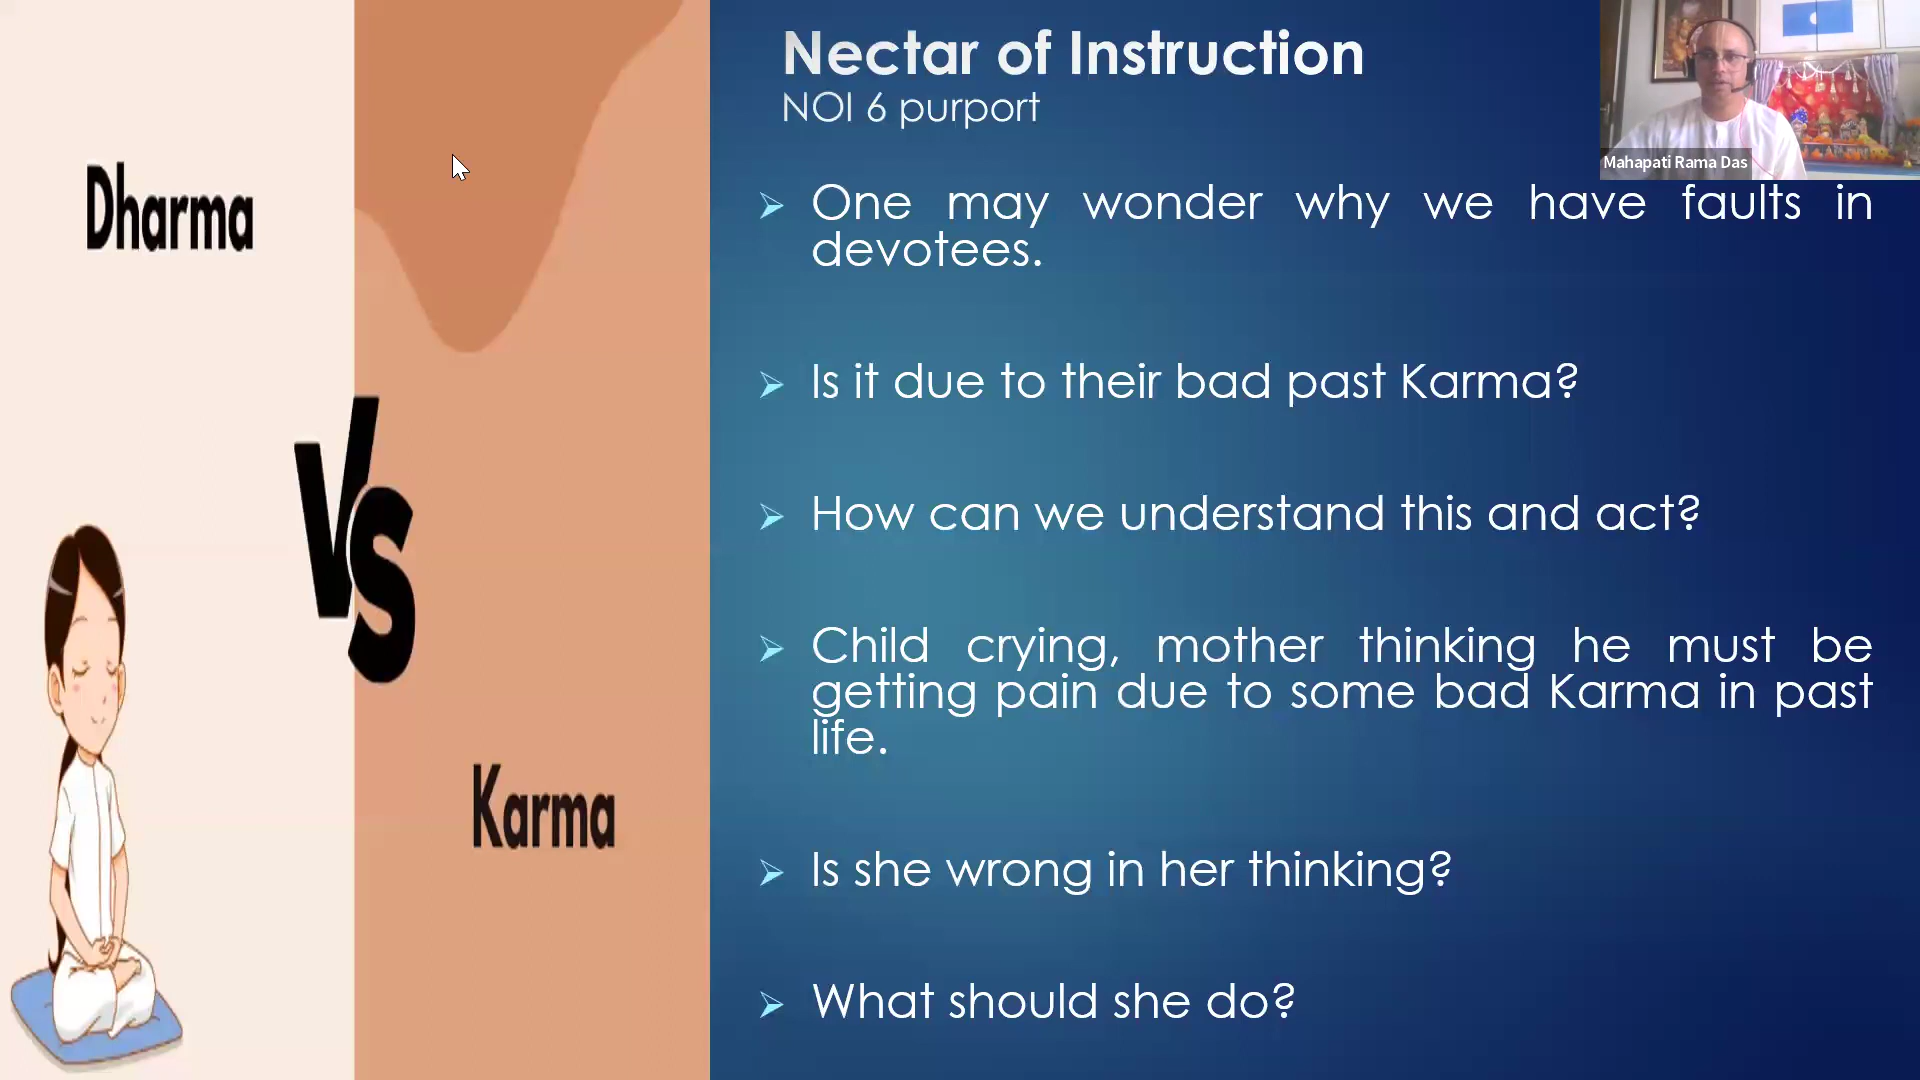 Dharma
Vs
Karma
Nectar of Instruction
NOI 6 purport
One may wonder why we have faults in
devotees.
Is it due to their bad past Karma?
How can we understand this and act?
Child crying, mother thinking he must be
getting pain due to some bad Karma in past
life.
Is she wrong in her thinking?
What should she do?
Mahapati Rama Das